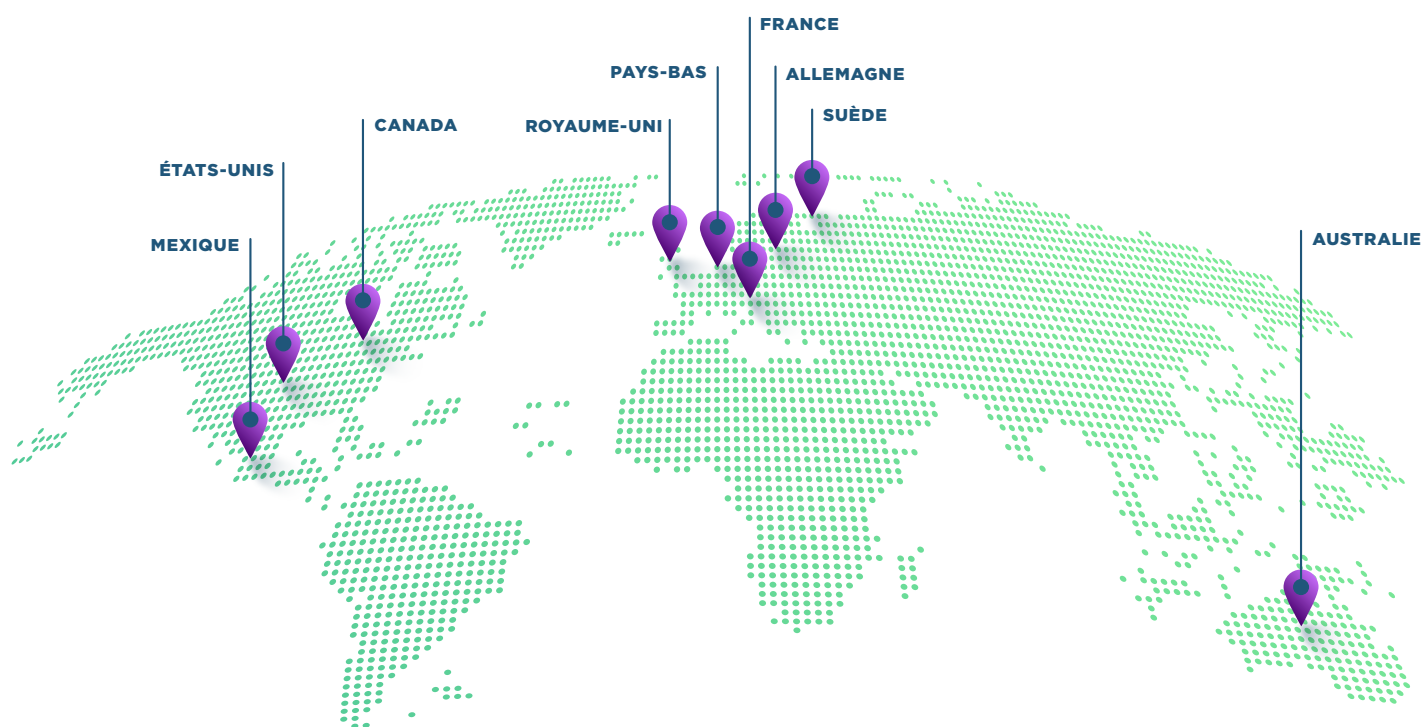 FRANCE
PAYS-BAS
ALLEMAGNE
SUÈDE
CANADA
ROYAUME-UNI
ÉTATS-UNIS
MEXIQUE
AUSTRALIE